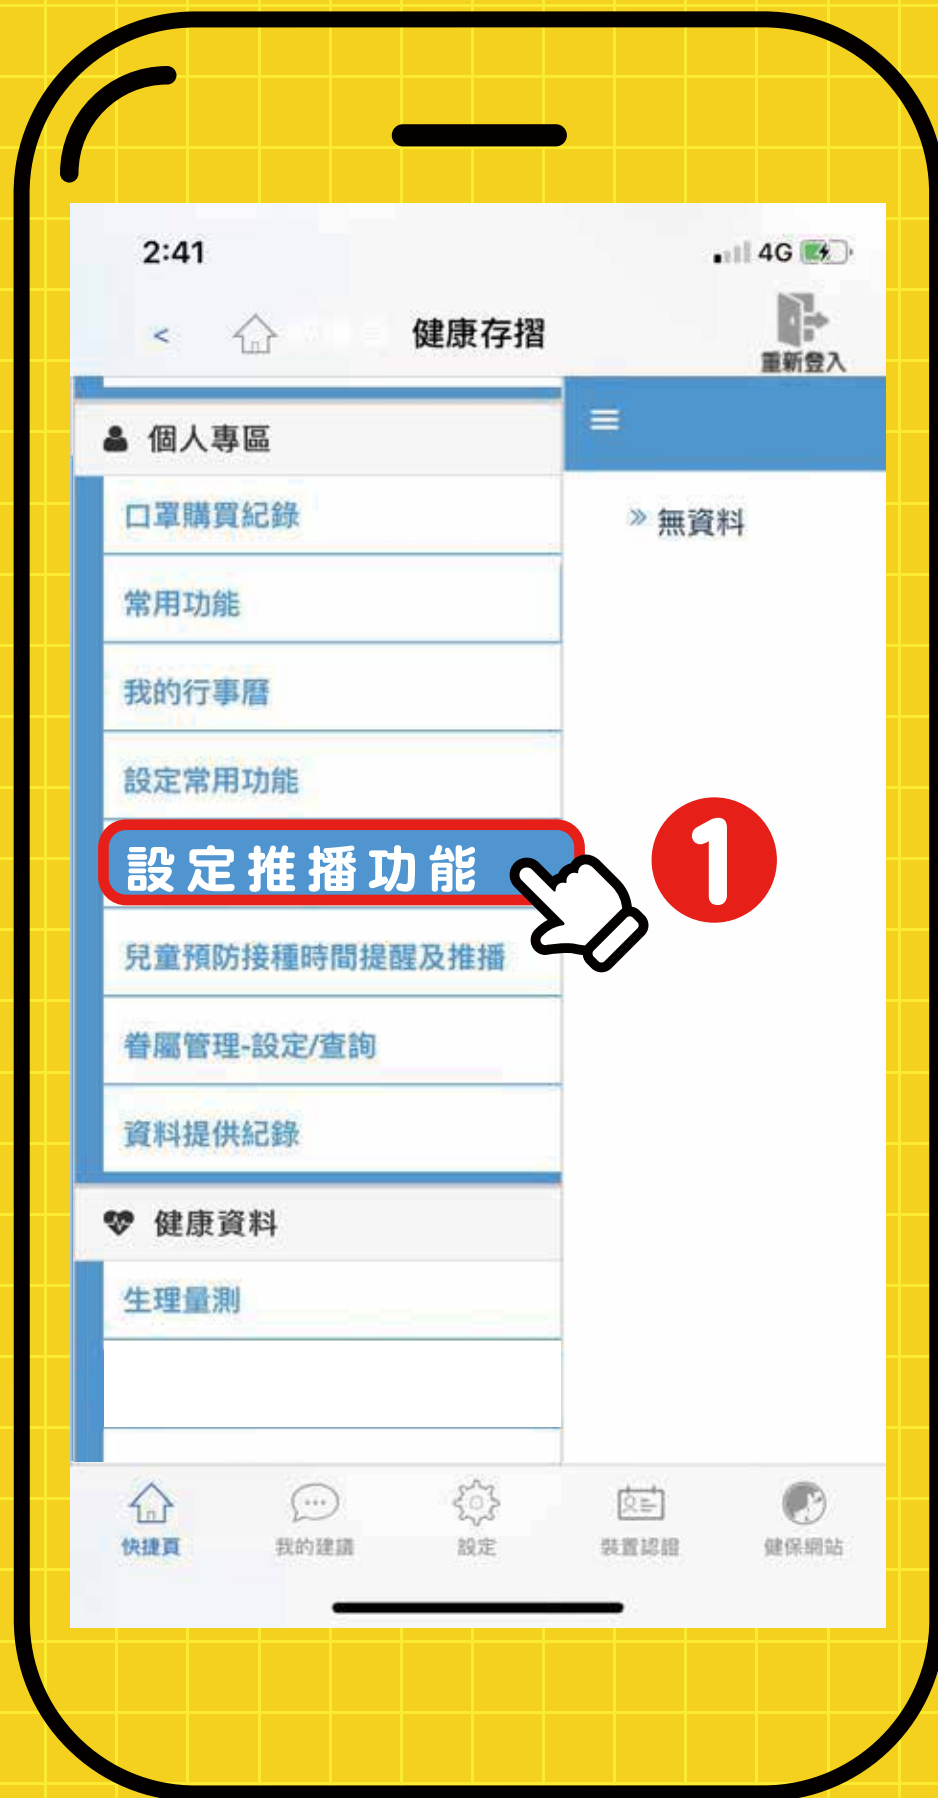 2:41
4G
<
健康存摺
重新登入
個人專區
口罩購買紀錄
常用功能
我的行事曆
設定常用功能
設定推播功能
1
兒童預防接種時間提醒及推播
眷屬管理-設定/查詢
資料提供紀錄
健康資料
生理量測
» 無資料
快捷頁
我的建議
設定
裝置認證
健保網站